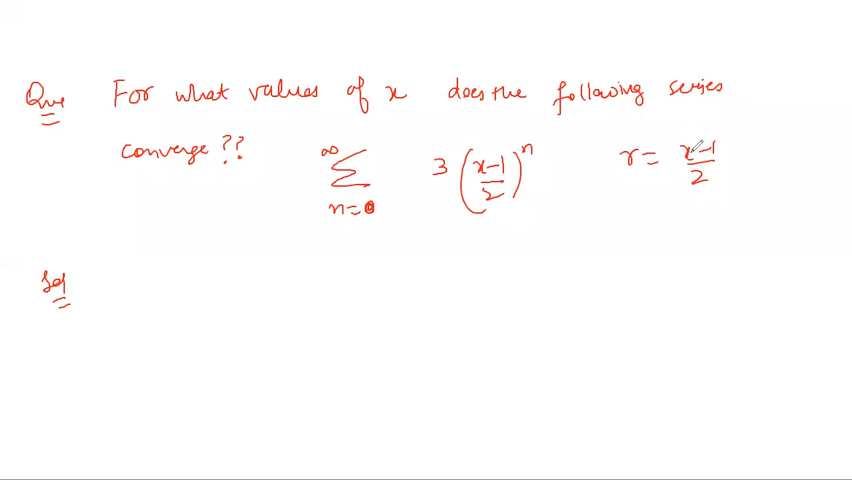 Que For what values of x does the following series
converge?? ∞ Σ n=0 3 (x-1/2)^n r = x-1/2
Sol